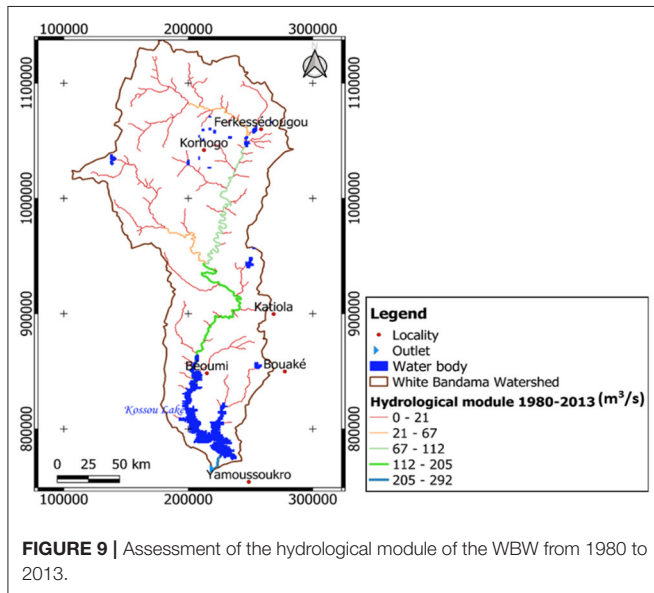 100000 200000 300000
N
1100000
1100000
Ferkessédougou
Korhogo
1000000
1000000
900000
900000
Katiola
Béoumi
Bouaké
Kossou Lake
800000
800000
0 25 50 km
Yamoussoukro
100000 200000 300000
Legend
Locality
Outlet
Water body
White Bandama Watershed
Hydrological module 1980-2013 (m³/s)
0 - 21
21 - 67
67 - 112
112 - 205
205 - 292
FIGURE 9 | Assessment of the hydrological module of the WBW from 1980 to
2013.